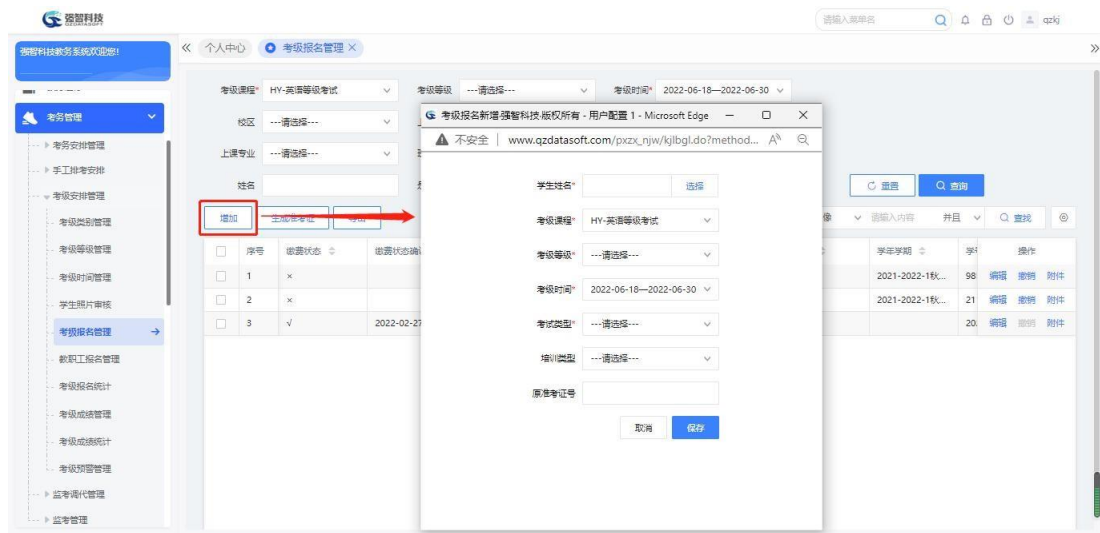 强智科技
QZDATASOFT
请输入菜单名
qzkj
强智科技教务系统欢迎您!
个人中心
考级报名管理
考务管理
考务安排管理
手工排考安排
考级安排管理
考级类别管理
考级等级管理
考级时间管理
学生照片审核
考级报名管理
教职工报名管理
考级报名统计
考级成绩管理
考级成绩统计
考级预警管理
监考调代管理
监考管理
考级课程* HY-英语等级考试
考级等级 ---请选择---
考级时间* 2022-06-18—2022-06-30
校区 ---请选择---
上课专业 ---请选择---
姓名
重置 查询
增加 生成准考证
像 请输入内容 并且 查找
序号 缴费状态 学年学期 操作
1 × 2021-2022-1秋... 98 编辑 撤销 附件
2 × 2021-2022-1秋... 21 编辑 撤销 附件
3 √ 2022-02-27 20 编辑 撤销 附件
考级报名新增-强智科技-版权所有 - 用户配置 1 - Microsoft Edge
不安全 | www.qzdatasoft.com/pxzx_njw/kjlbgl.do?method...
学生姓名* 选择
考级课程* HY-英语等级考试
考级等级* ---请选择---
考级时间* 2022-06-18—2022-06-30
考试类型* ---请选择---
培训类型 ---请选择---
原准考证号
取消 保存